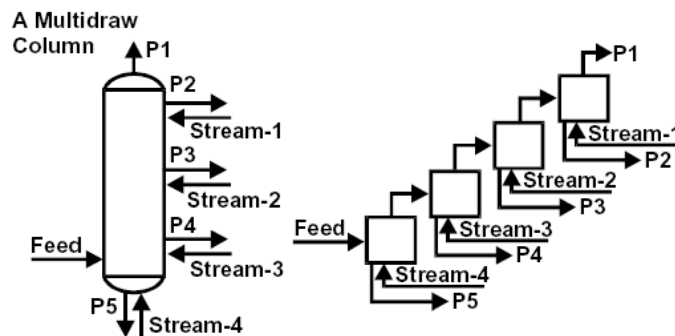 A Multidraw
Column
P1
P2
Stream-1
P3
Stream-2
P4
Stream-3
Feed
P5
Stream-4
P1
Stream-1
P2
Stream-2
P3
Stream-3
P4
Feed
Stream-4
P5